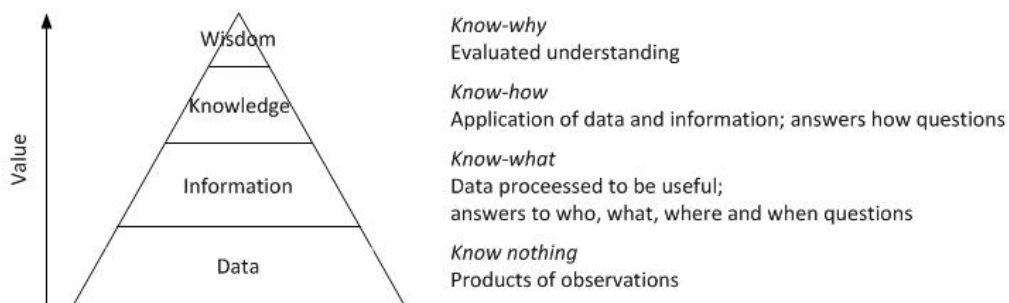 Value
Wisdom
Know-why
Evaluated understanding
Knowledge
Know-how
Application of data and information; answers how questions
Information
Know-what
Data proceessed to be useful;
answers to who, what, where and when questions
Data
Know nothing
Products of observations